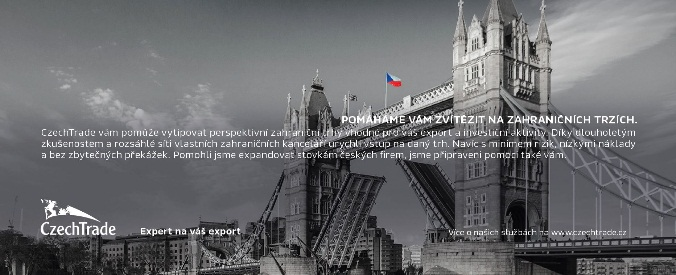 POMÁHÁME VÁM ZVÍTĚZIT NA ZAHRANIČNÍCH TRZÍCH.
CzechTrade vám pomůže vytipovat perspektivní zahraniční trhy vhodné pro váš export a investiční aktivity. Díky dlouholetým
zkušenostem a rozsáhlé síti vlastních zahraničních kanceláří urychlí vstup na daný trh. Navíc s minimem rizik, nízkými náklady
a bez zbytečných překážek. Pomohli jsme expandovat stovkám českých firem, jsme připraveni pomoci také vám.
CzechTrade
Expert na váš export
Více o našich službách na www.czechtrade.cz